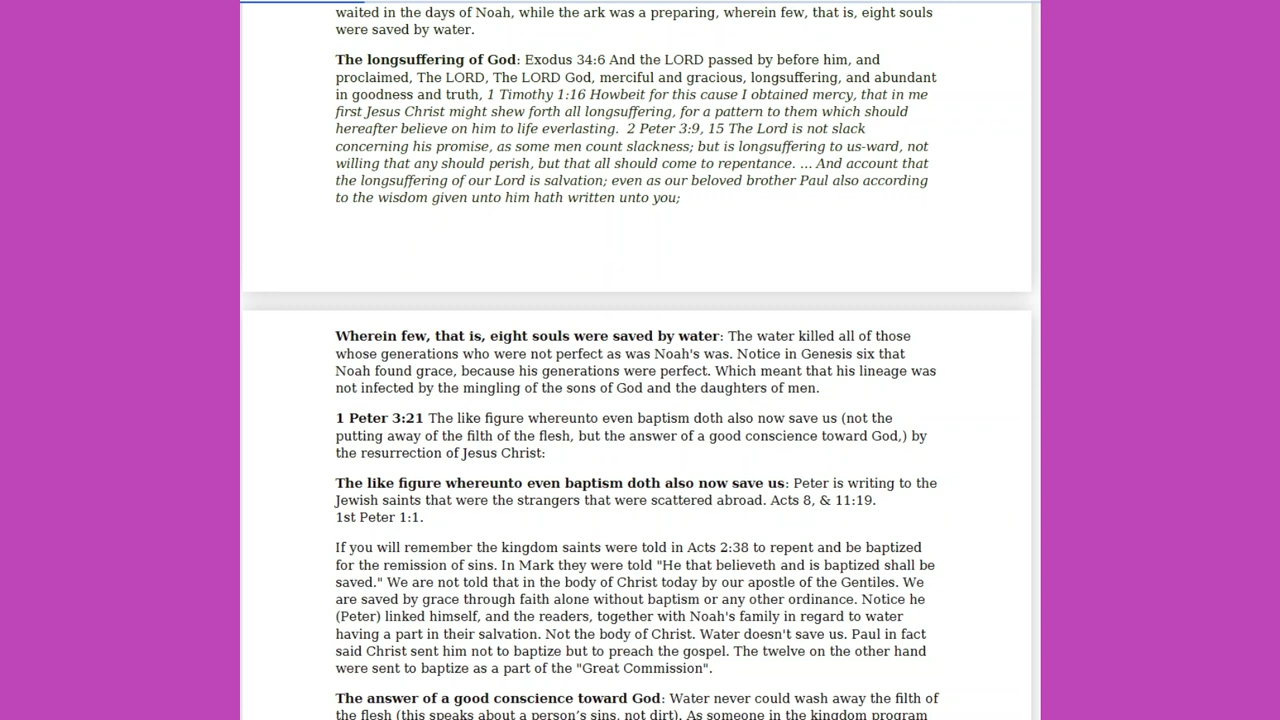 waited in the days of Noah, while the ark was a preparing, wherein few, that is, eight souls
were saved by water.
The longsuffering of God: Exodus 34:6 And the LORD passed by before him, and
proclaimed, The LORD, The LORD God, merciful and gracious, longsuffering, and abundant
in goodness and truth, 1 Timothy 1:16 Howbeit for this cause I obtained mercy, that in me
first Jesus Christ might shew forth all longsuffering, for a pattern to them which should
hereafter believe on him to life everlasting.  2 Peter 3:9, 15 The Lord is not slack
concerning his promise, as some men count slackness; but is longsuffering to us-ward, not
willing that any should perish, but that all should come to repentance. ... And account that
the longsuffering of our Lord is salvation; even as our beloved brother Paul also according
to the wisdom given unto him hath written unto you;
Wherein few, that is, eight souls were saved by water: The water killed all of those
whose generations who were not perfect as was Noah's was. Notice in Genesis six that
Noah found grace, because his generations were perfect. Which meant that his lineage was
not infected by the mingling of the sons of God and the daughters of men.
1 Peter 3:21 The like figure whereunto even baptism doth also now save us (not the
putting away of the filth of the flesh, but the answer of a good conscience toward God,) by
the resurrection of Jesus Christ:
The like figure whereunto even baptism doth also now save us: Peter is writing to the
Jewish saints that were the strangers that were scattered abroad. Acts 8, & 11:19.
1st Peter 1:1.
If you will remember the kingdom saints were told in Acts 2:38 to repent and be baptized
for the remission of sins. In Mark they were told "He that believeth and is baptized shall be
saved." We are not told that in the body of Christ today by our apostle of the Gentiles. We
are saved by grace through faith alone without baptism or any other ordinance. Notice he
(Peter) linked himself, and the readers, together with Noah's family in regard to water
having a part in their salvation. Not the body of Christ. Water doesn't save us. Paul in fact
said Christ sent him not to baptize but to preach the gospel. The twelve on the other hand
were sent to baptize as a part of the "Great Commission".
The answer of a good conscience toward God: Water never could wash away the filth of
the flesh (this speaks about a person’s sins, not dirt). As someone in the kingdom program